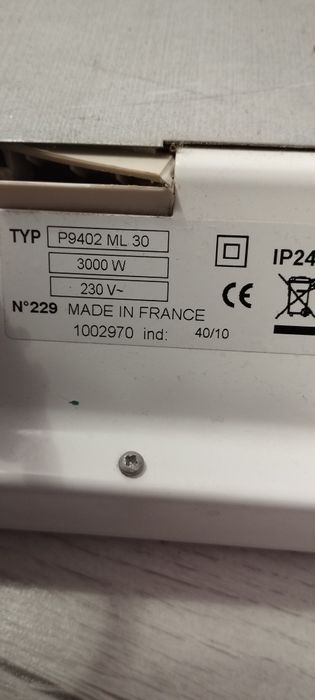 TYP P9402 ML 30
3000 W
230 V~
IP24
CE
N°229 MADE IN FRANCE
1002970 ind: 40/10